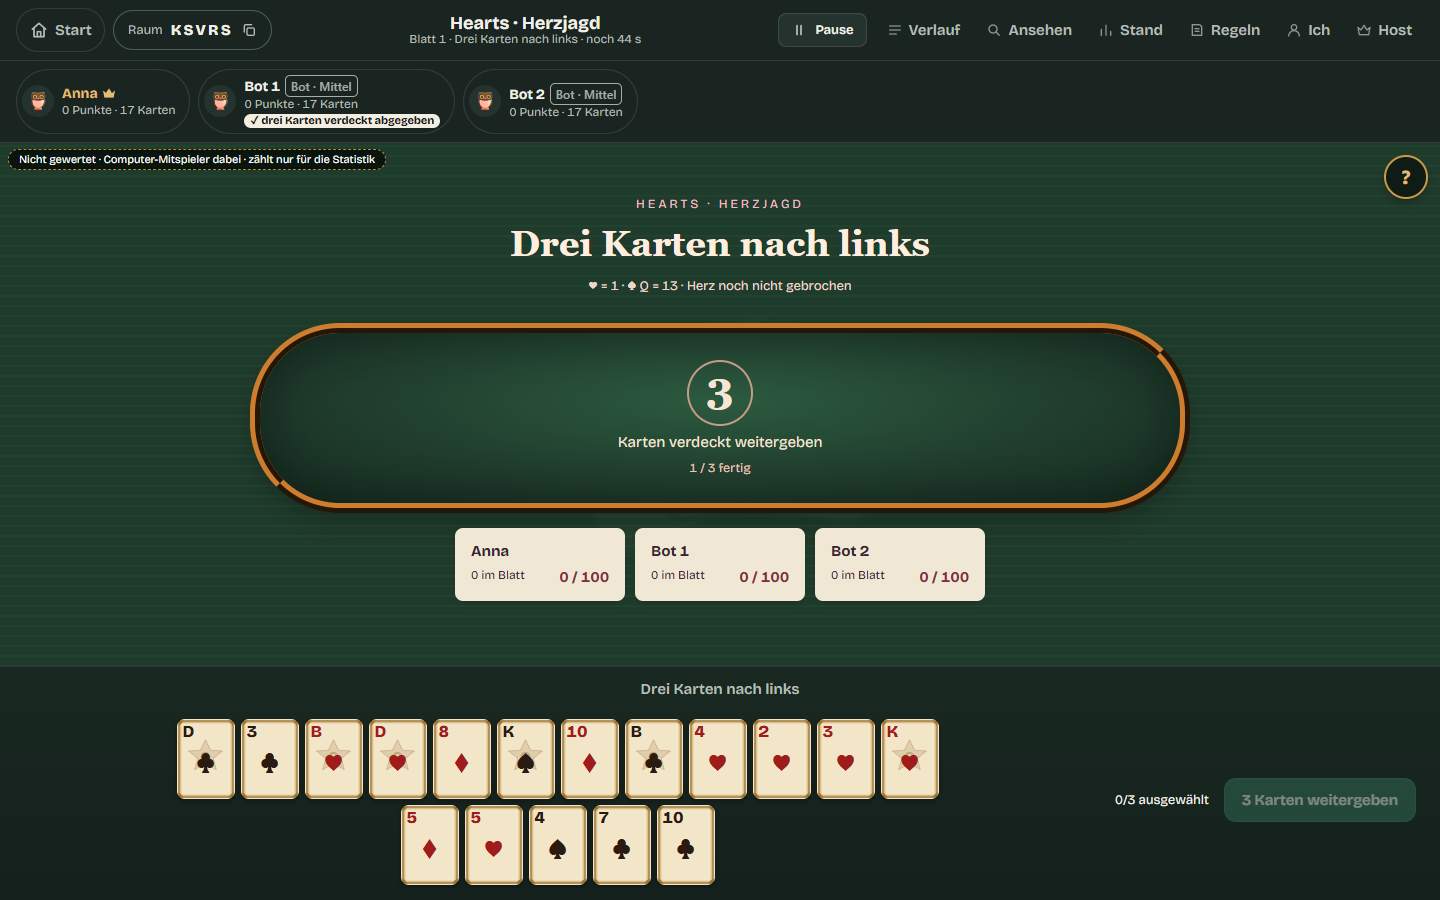 Start
Raum KSVRS
Hearts · Herzjagd
Blatt 1 · Drei Karten nach links · noch 44 s
Pause
Verlauf
Ansehen
Stand
Regeln
Ich
Host
Anna
0 Punkte · 17 Karten
Bot 1 Bot · Mittel
0 Punkte · 17 Karten
✓ drei Karten verdeckt abgegeben
Bot 2 Bot · Mittel
0 Punkte · 17 Karten
Nicht gewertet · Computer-Mitspieler dabei · zählt nur für die Statistik
?
HEARTS · HERZJAGD
Drei Karten nach links
♥ = 1 · ♠ Q = 13 · Herz noch nicht gebrochen
3
Karten verdeckt weitergeben
1 / 3 fertig
Anna
0 im Blatt 0 / 100
Bot 1
0 im Blatt 0 / 100
Bot 2
0 im Blatt 0 / 100
Drei Karten nach links
D 3 B D 8 K 10 B 4 2 3 K
5 5 4 7 10
0/3 ausgewählt
3 Karten weitergeben